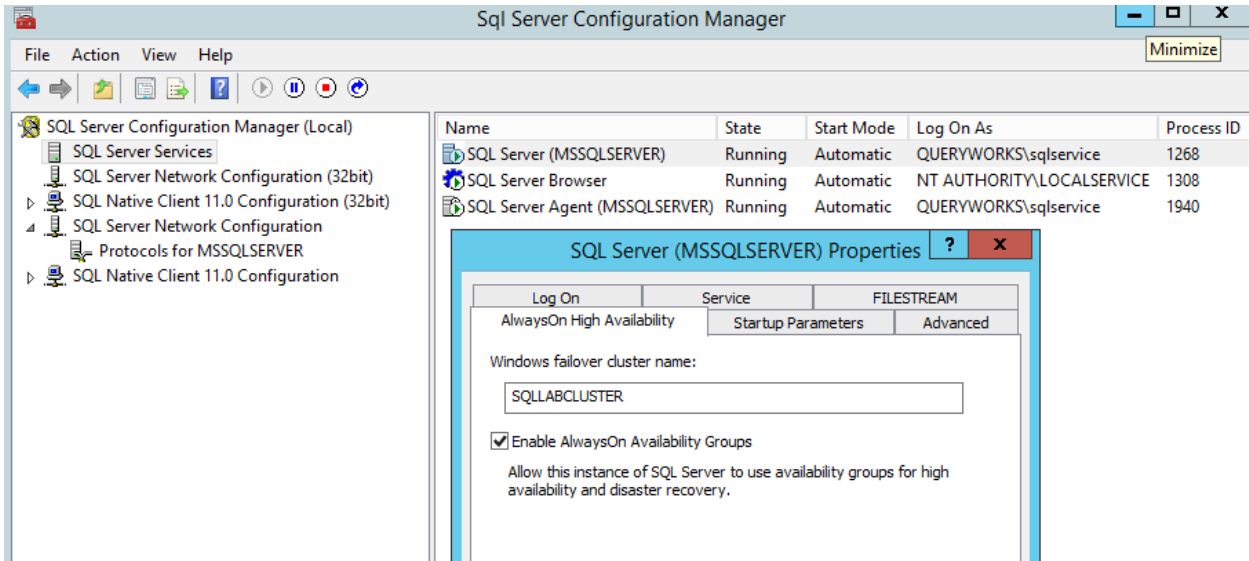 Sql Server Configuration Manager
x
File Action View Help
Minimize
SQL Server Configuration Manager (Local)
SQL Server Services
SQL Server Network Configuration (32bit)
SQL Native Client 11.0 Configuration (32bit)
SQL Server Network Configuration
Protocols for MSSQLSERVER
SQL Native Client 11.0 Configuration
Name State Start Mode Log On As Process ID
SQL Server (MSSQLSERVER) Running Automatic QUERYWORKS\sqlservice 1268
SQL Server Browser Running Automatic NT AUTHORITY\LOCALSERVICE 1308
SQL Server Agent (MSSQLSERVER) Running Automatic QUERYWORKS\sqlservice 1940
SQL Server (MSSQLSERVER) Properties ? x
Log On Service FILESTREAM
AlwaysOn High Availability Startup Parameters Advanced
Windows failover cluster name:
SQLLABCLUSTER
Enable AlwaysOn Availability Groups
Allow this instance of SQL Server to use availability groups for high
availability and disaster recovery.